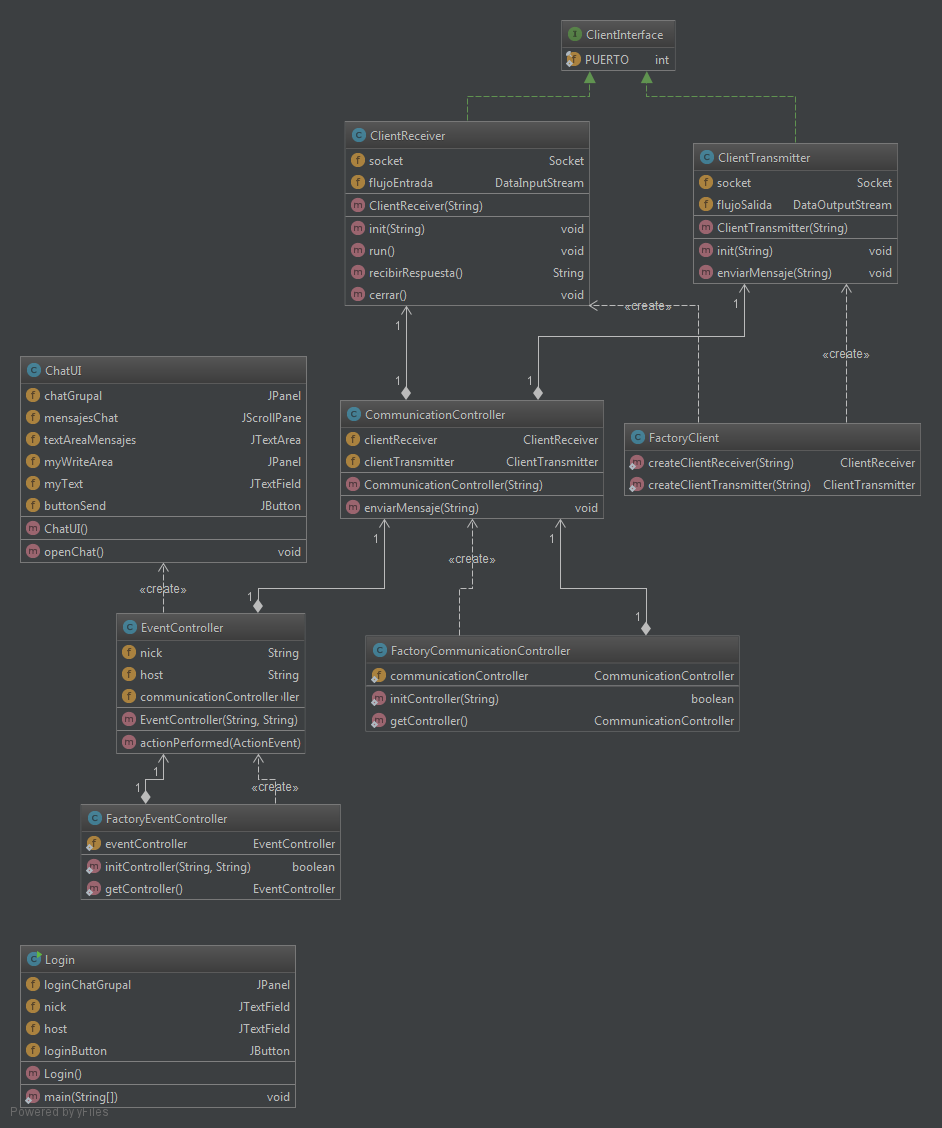 ClientInterface
PUERTO int
ClientReceiver
socket Socket
flujoEntrada DataInputStream
ClientReceiver(String)
init(String) void
run() void
recibirRespuesta() String
cerrar() void
ClientTransmitter
socket Socket
flujoSalida DataOutputStream
ClientTransmitter(String)
init(String) void
enviarMensaje(String) void
1
«create»
1
«create»
1
1
ChatUI
chatGrupal JPanel
mensajesChat JScrollPane
textAreaMensajes JTextArea
myWriteArea JPanel
myText JTextField
buttonSend JButton
ChatUI()
openChat() void
CommunicationController
clientReceiver ClientReceiver
clientTransmitter ClientTransmitter
CommunicationController(String)
enviarMensaje(String) void
FactoryClient
createClientReceiver(String) ClientReceiver
createClientTransmitter(String) ClientTransmitter
«create»
1
«create»
1
1
1
EventController
nick String
host String
communicationController ller
EventController(String, String)
actionPerformed(ActionEvent)
FactoryCommunicationController
communicationController CommunicationController
initController(String) boolean
getController() CommunicationController
1
1
«create»
FactoryEventController
eventController EventController
initController(String, String) boolean
getController() EventController
Login
loginChatGrupal JPanel
nick JTextField
host JTextField
loginButton JButton
Login()
main(String[]) void
Powered by yFiles